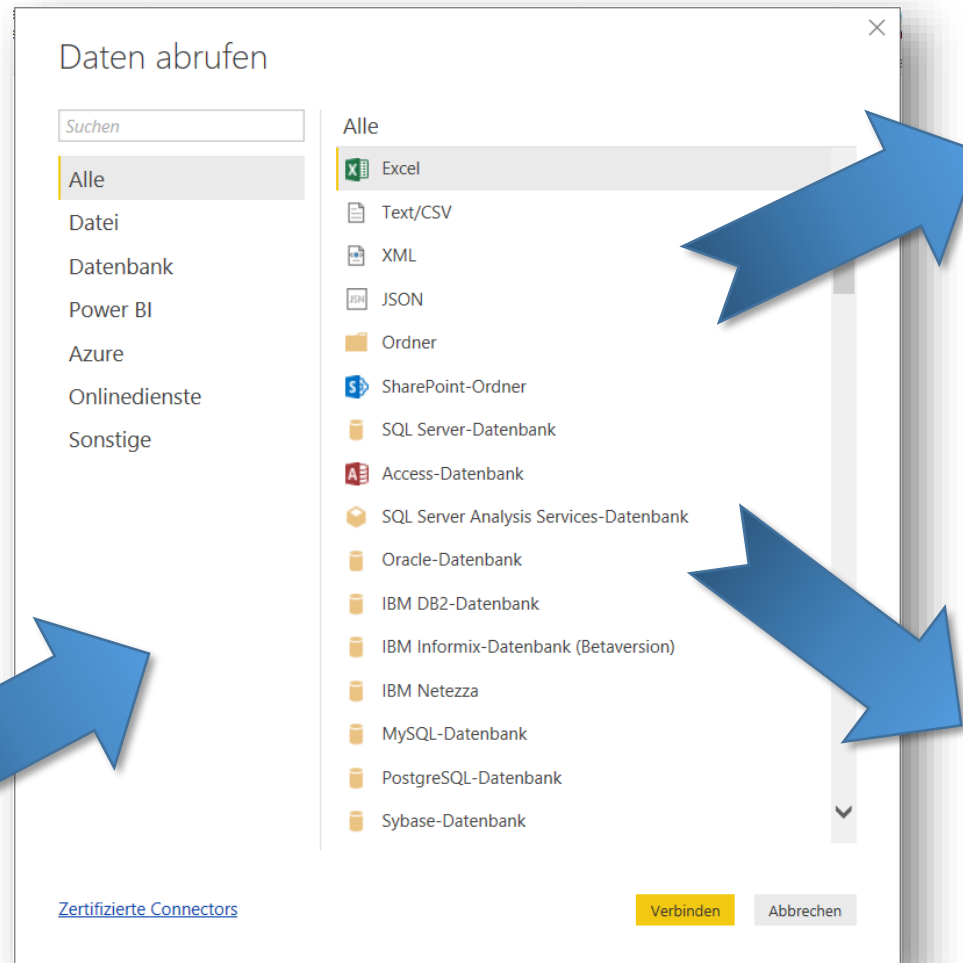 Daten abrufen
Suchen
Alle
Datei
Datenbank
Power BI
Azure
Onlinedienste
Sonstige
Alle
Excel
Text/CSV
XML
JSON
Ordner
SharePoint-Ordner
SQL Server-Datenbank
Access-Datenbank
SQL Server Analysis Services-Datenbank
Oracle-Datenbank
IBM DB2-Datenbank
IBM Informix-Datenbank (Betaversion)
IBM Netezza
MySQL-Datenbank
PostgreSQL-Datenbank
Sybase-Datenbank
Zertifizierte Connectors
Verbinden
Abbrechen